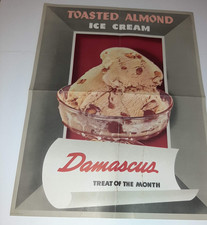 TOASTED ALMOND
ICE CREAM
Damascus
TREAT OF THE MONTH